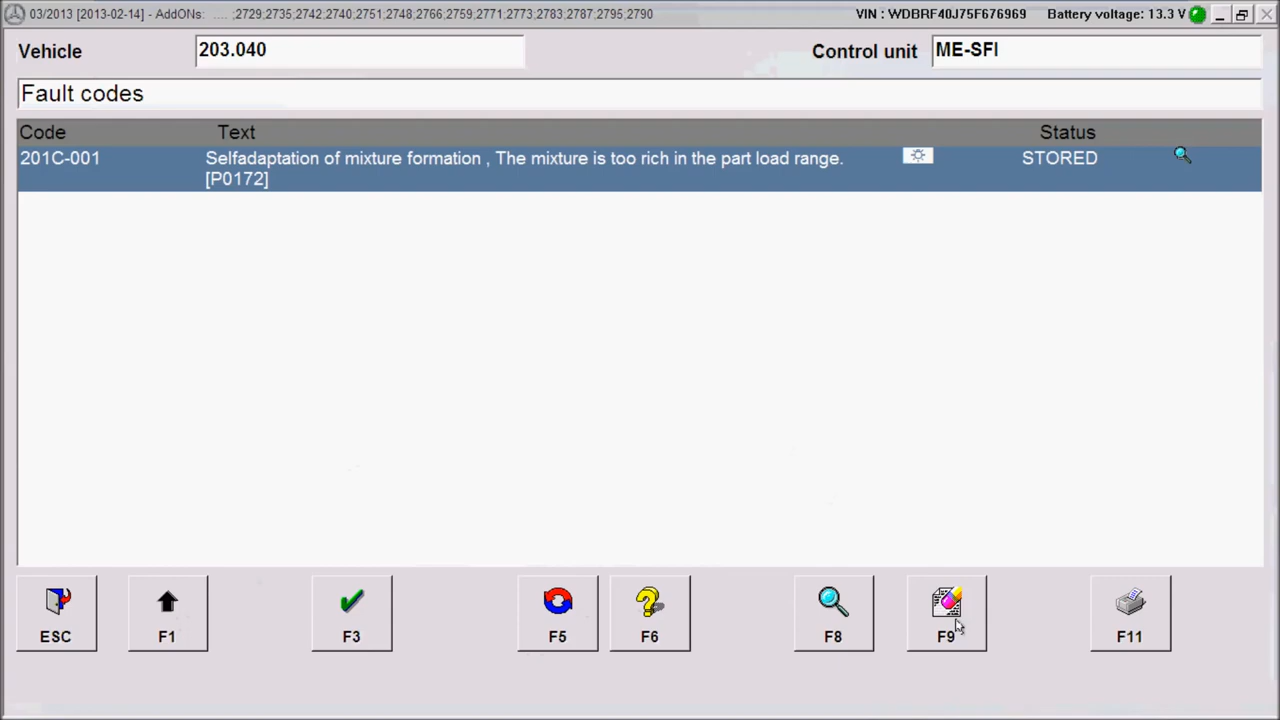 03/2013 [2013-02-14] - AddONs: ..... ;2729;2735;2742;2740;2751;2748;2766;2759;2771;2773;2783;2787;2795;2790 VIN : WDBRF40J75F676969 Battery voltage: 13.3 V
Vehicle 203.040 Control unit ME-SFI
Fault codes
Code Text Status
201C-001 Selfadaptation of mixture formation , The mixture is too rich in the part load range. STORED
[P0172]
ESC F1 F3 F5 F6 F8 F9 F11